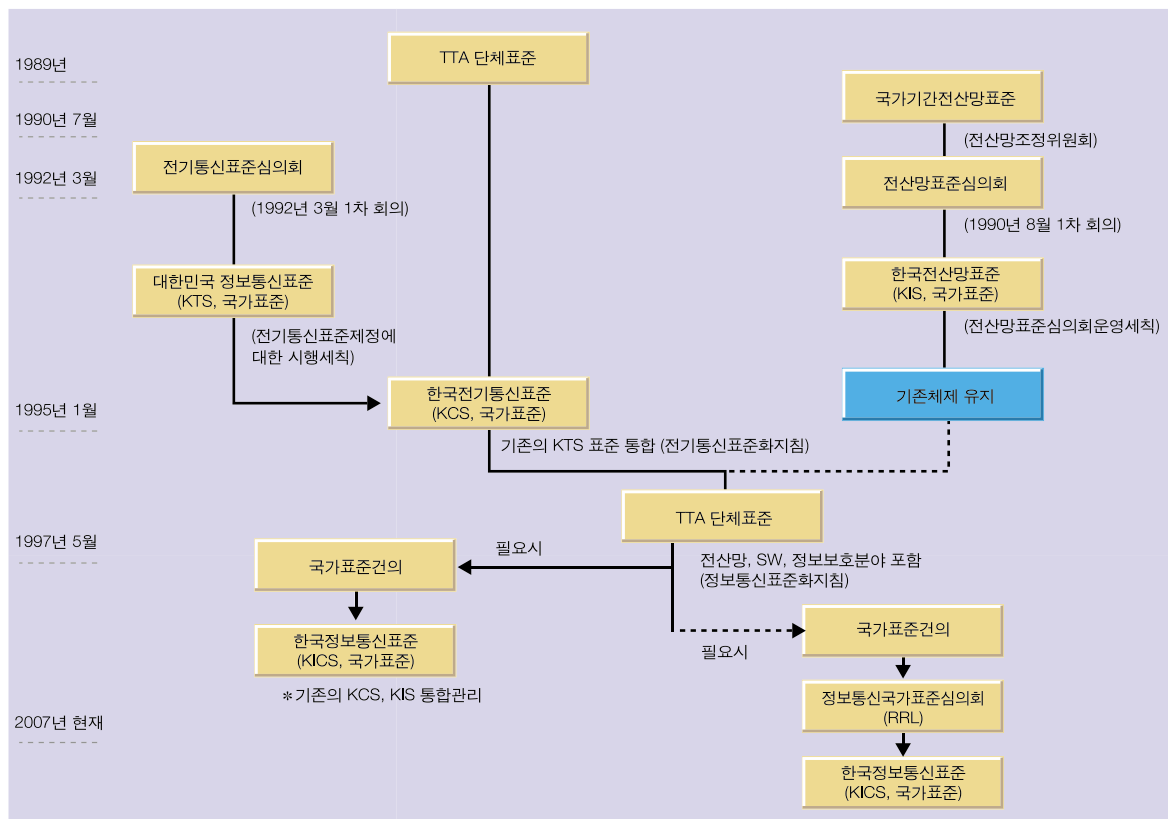 1989년
TTA 단체표준
국가기간전산망표준
1990년 7월
(전산망조정위원회)
전기통신표준심의회
전산망표준심의회
1992년 3월
(1992년 3월 1차 회의)
(1990년 8월 1차 회의)
대한민국 정보통신표준
(KTS, 국가표준)
한국전산망표준
(KIS, 국가표준)
(전기통신표준제정에
대한 시행세칙)
(전산망표준심의회운영세칙)
한국전기통신표준
(KCS, 국가표준)
기존체제 유지
1995년 1월
기존의 KTS 표준 통합 (전기통신표준화지침)
TTA 단체표준
1997년 5월
필요시
전산망, SW, 정보보호분야 포함
(정보통신표준화지침)
국가표준건의
국가표준건의
필요시
한국정보통신표준
(KICS, 국가표준)
*기존의 KCS, KIS 통합관리
정보통신국가표준심의회
(RRL)
2007년 현재
한국정보통신표준
(KICS, 국가표준)